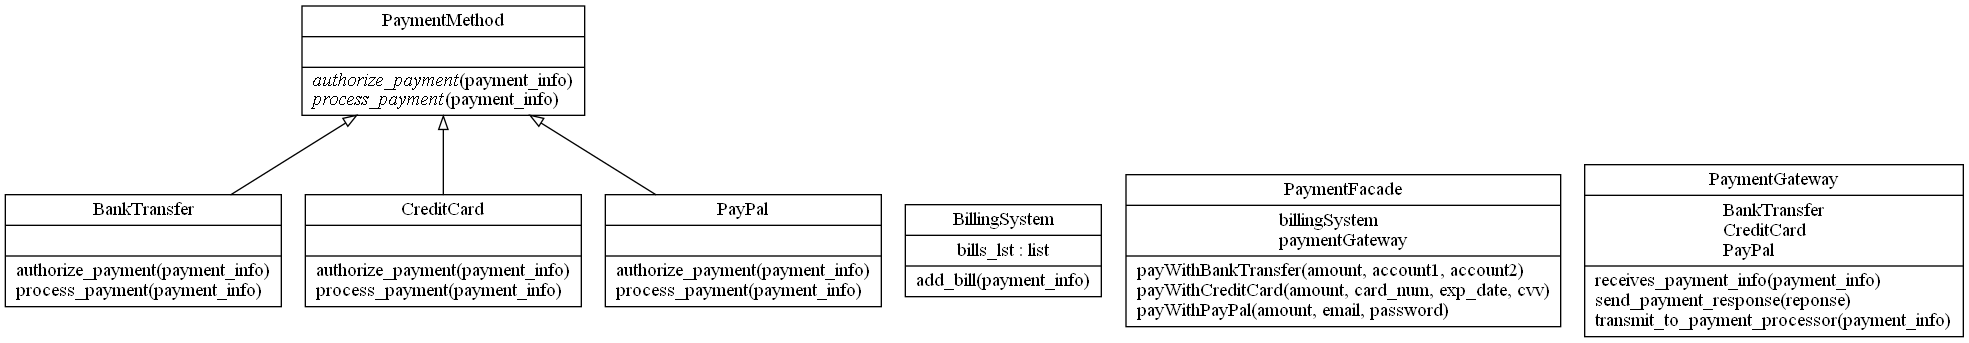 PaymentMethod
authorize_payment(payment_info)
process_payment(payment_info)
BankTransfer
authorize_payment(payment_info)
process_payment(payment_info)
CreditCard
authorize_payment(payment_info)
process_payment(payment_info)
PayPal
authorize_payment(payment_info)
process_payment(payment_info)
BillingSystem
bills_lst : list
add_bill(payment_info)
PaymentFacade
billingSystem
paymentGateway
payWithBankTransfer(amount, account1, account2)
payWithCreditCard(amount, card_num, exp_date, cvv)
payWithPayPal(amount, email, password)
PaymentGateway
BankTransfer
CreditCard
PayPal
receives_payment_info(payment_info)
send_payment_response(reponse)
transmit_to_payment_processor(payment_info)